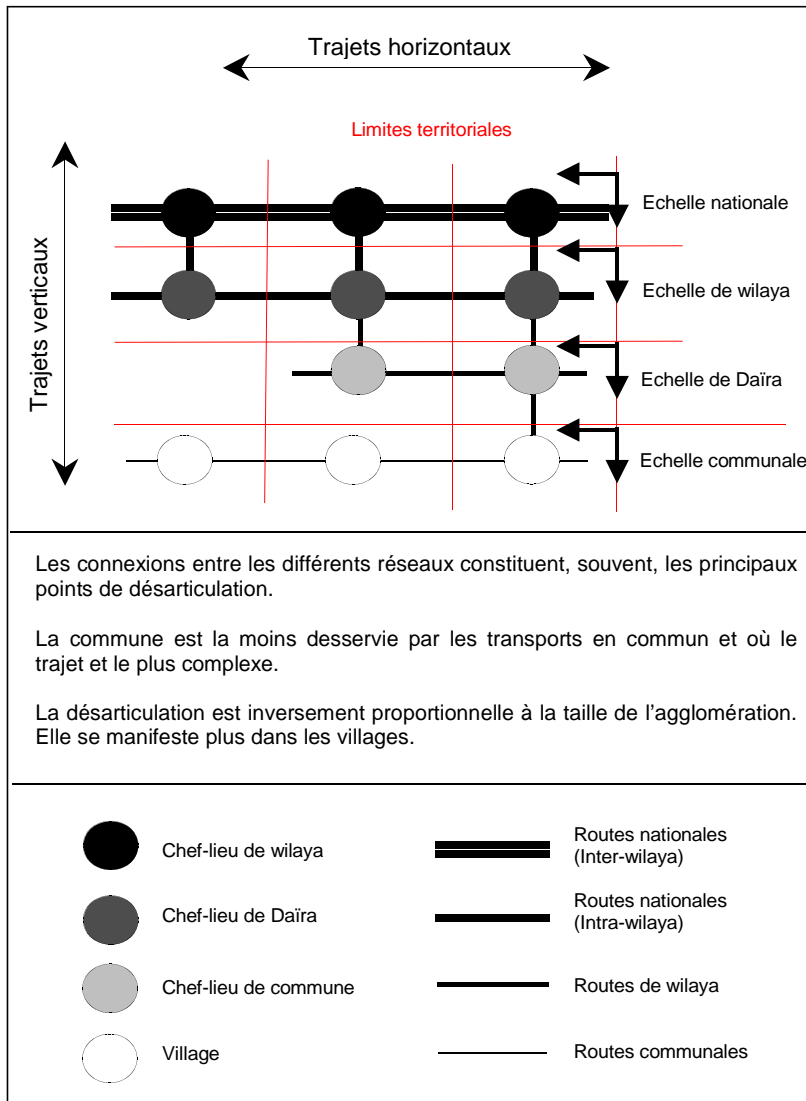 Trajets horizontaux
Limites territoriales
Trajets verticaux
Echelle nationale
Echelle de wilaya
Echelle de Daïra
Echelle communale
Les connexions entre les différents réseaux constituent, souvent, les principaux
points de désarticulation.
La commune est la moins desservie par les transports en commun et où le
trajet et le plus complexe.
La désarticulation est inversement proportionnelle à la taille de l’agglomération.
Elle se manifeste plus dans les villages.
Chef-lieu de wilaya
Routes nationales
(Inter-wilaya)
Chef-lieu de Daïra
Routes nationales
(Intra-wilaya)
Chef-lieu de commune
Routes de wilaya
Village
Routes communales